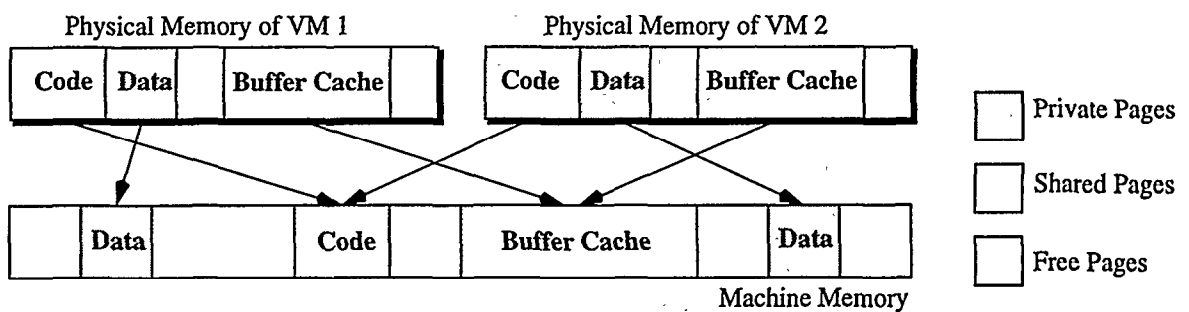 Physical Memory of VM 1
Physical Memory of VM 2
Code
Data
Buffer Cache
Code
Data
Buffer Cache
Private Pages
Shared Pages
Free Pages
Data
Code
Buffer Cache
Data
Machine Memory